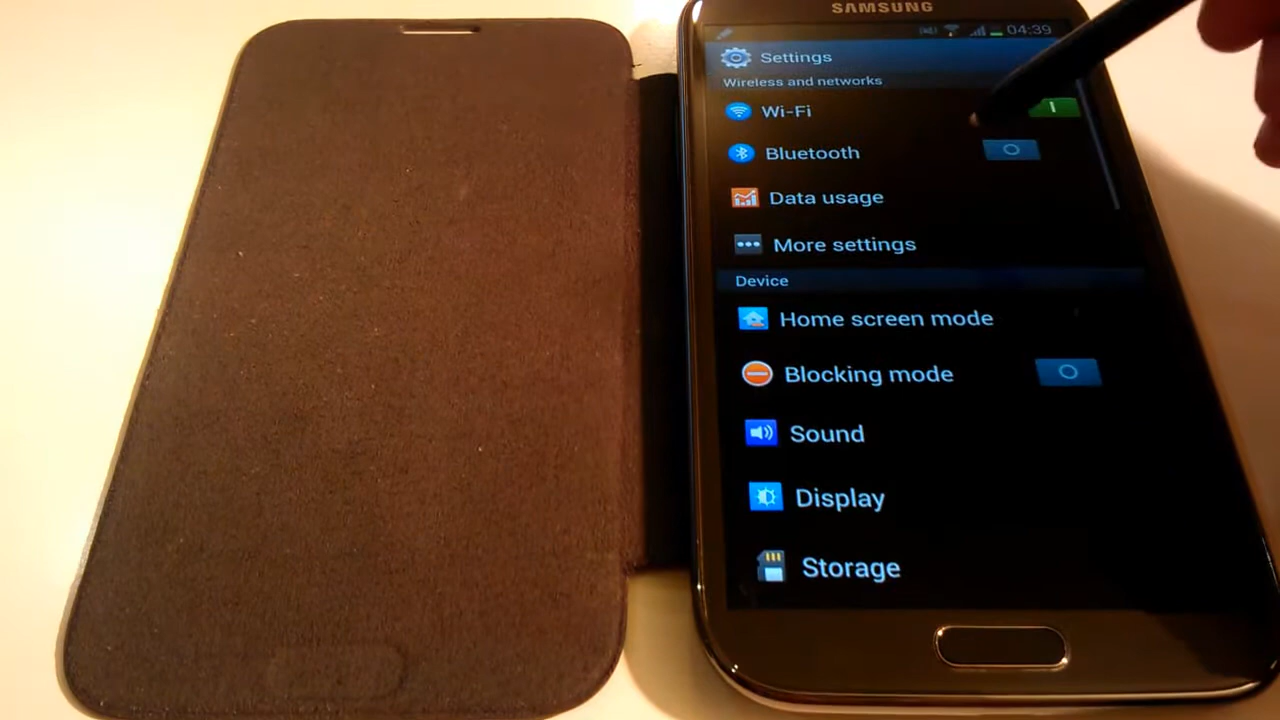 SAMSUNG
04:39
Settings
Wireless and networks
Wi-Fi
Bluetooth
Data usage
More settings
Device
Home screen mode
Blocking mode
Sound
Display
Storage